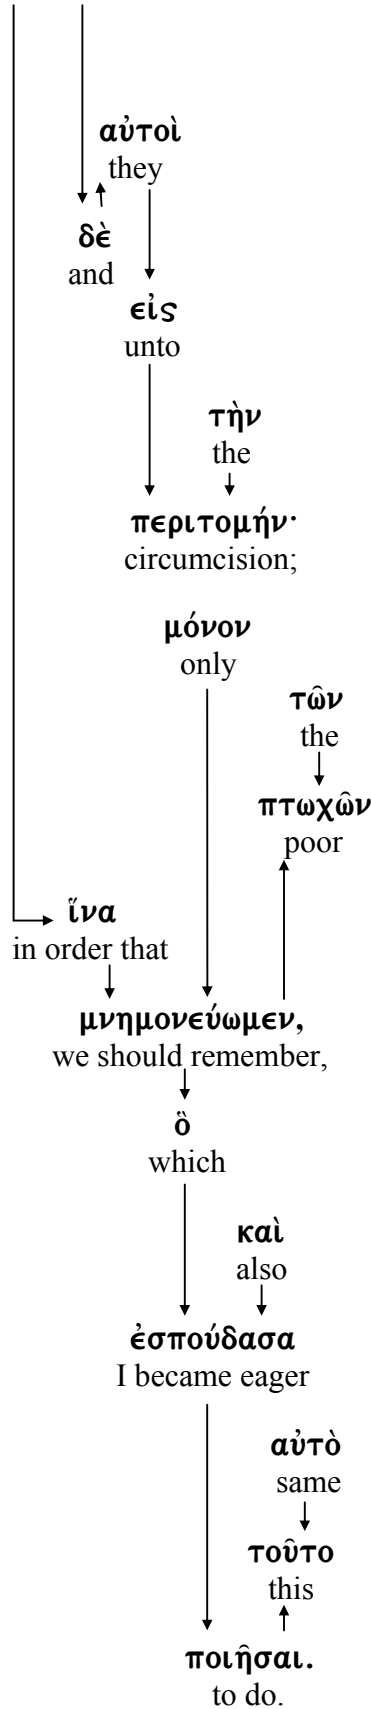 αὐτοὶ
they
δὲ
and
εἰς
unto
τὴν
the
περιτομήν·
circumcision;
μόνον
only
τῶν
the
πτωχῶν
poor
ἵνα
in order that
μνημονεύωμεν,
we should remember,
ὃ
which
καὶ
also
ἐσπούδασα
I became eager
αὐτὸ
same
τοῦτο
this
ποιῆσαι.
to do.